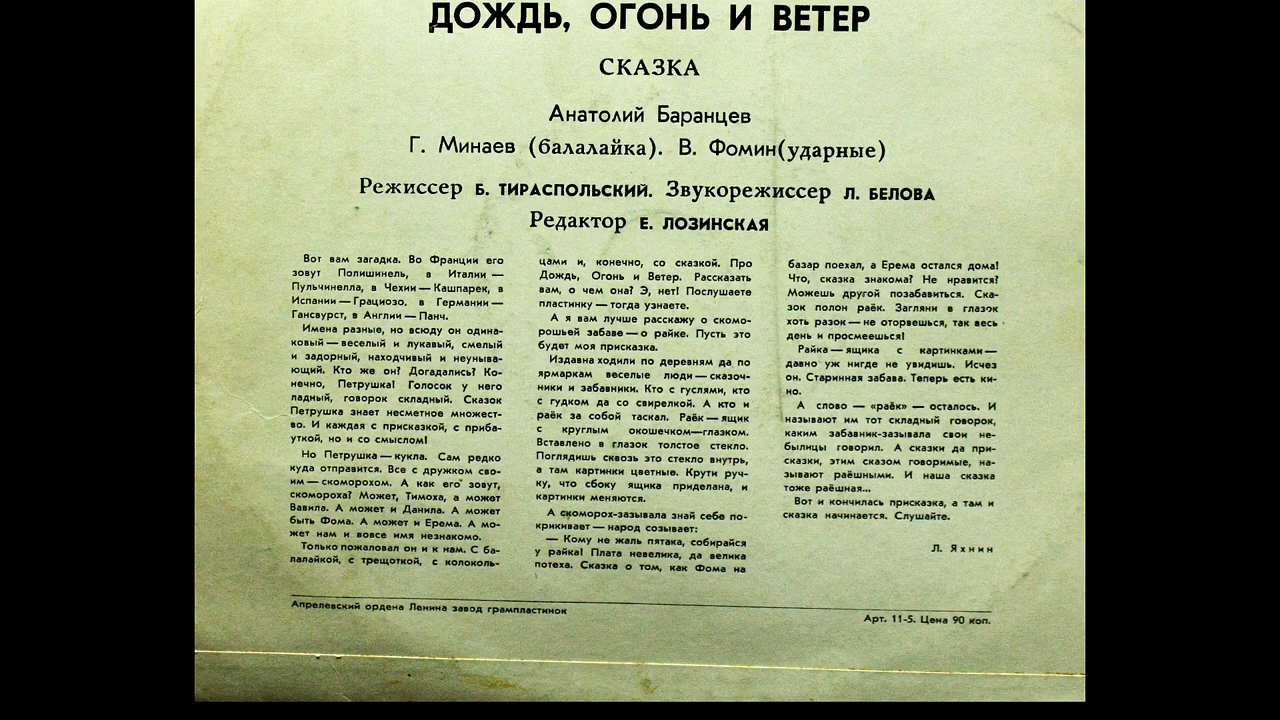 ДОЖДЬ, ОГОНЬ И ВЕТЕР
СКАЗКА
Анатолий Баранцев
Г. Минаев (балалайка). В. Фомин(ударные)
Режиссер Б. ТИРАСПОЛЬСКИЙ. Звукорежиссер Л. БЕЛОВА
Редактор Е. ЛОЗИНСКАЯ
Вот вам загадка. Во Франции его
зовут Полишинель, в Италии —
Пульчинелла, в Чехии — Кашпарек, в
Испании — Грациозо, в Германии —
Гансвурст, в Англии — Панч.
Имена разные, но всюду он одина-
ковый — веселый и лукавый, смелый
и задорный, находчивый и неуныва-
ющий. Кто же он? Догадались? Ко-
нечно, Петрушка! Голосок у него
ладный, говорок складный. Сказок
Петрушка знает несметное множест-
во. И каждая с присказкой, с приба-
уткой, но и со смыслом!
Но Петрушка — кукла. Сам редко
куда отправится. Все с дружком сво-
им — скоморохом. А как его зовут,
скомороха? Может, Тимоха, а может
Вавила. А может и Данила. А может
быть Фома. А может и Ерема. А мо-
жет нам и вовсе имя незнакомо.
Только пожаловал он и к нам. С ба-
лалайкой, с трещоткой, с колоколь-
цами и, конечно, со сказкой. Про
Дождь, Огонь и Ветер. Рассказать
вам, о чем она? Э, нет! Послушаете
пластинку — тогда узнаете.
А я вам лучше расскажу о скомо-
рошьей забаве — о райке. Пусть это
будет моя присказка.
Издавна ходили по деревням да по
ярмаркам веселые люди — сказоч-
ники и забавники. Кто с гуслями, кто
с гудком да со свирелкой. А кто и
раёк за собой таскал. Раёк — ящик
с круглым окошечком—глазком.
Вставлено в глазок толстое стекло.
Поглядишь сквозь это стекло внутрь,
а там картинки цветные. Крути руч-
ку, что сбоку ящика приделана, и
картинки меняются.
А скоморох-зазывала знай себе по-
крикивает — народ созывает:
— Кому не жаль пятака, собирайся
у райка! Плата невелика, да велика
потеха. Сказка о том, как Фома на
базар поехал, а Ерема остался дома!
Что, сказка знакома? Не нравится?
Можешь другой позабавиться. Ска-
зок полон раёк. Загляни в глазок
хоть разок — не оторвешься, так весь
день и просмеешься!
Райка — ящика с картинками —
давно уж нигде не увидишь. Исчез
он. Старинная забава. Теперь есть ки-
но.
А слово — «раёк» — осталось. И
называют им тот складный говорок,
каким забавник-зазывала свои не-
былицы говорил. А сказки да при-
сказки, этим сказом говоримые, на-
зывают раёшными. И наша сказка
тоже раёшная...
Вот и кончилась присказка, а там и
сказка начинается. Слушайте.
Л. Яхнин
Апрелевский ордена Ленина завод грампластинок
Арт. 11-5. Цена 90 коп.